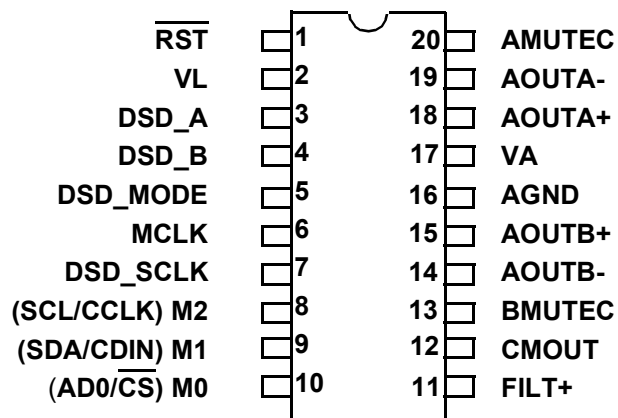 R̅S̅T̅ 1 20 AMUTEC
VL 2 19 AOUTA-
DSD_A 3 18 AOUTA+
DSD_B 4 17 VA
DSD_MODE 5 16 AGND
MCLK 6 15 AOUTB+
DSD_SCLK 7 14 AOUTB-
(SCL/CCLK) M2 8 13 BMUTEC
(SDA/CDIN) M1 9 12 CMOUT
(AD0/C̅S̅) M0 10 11 FILT+